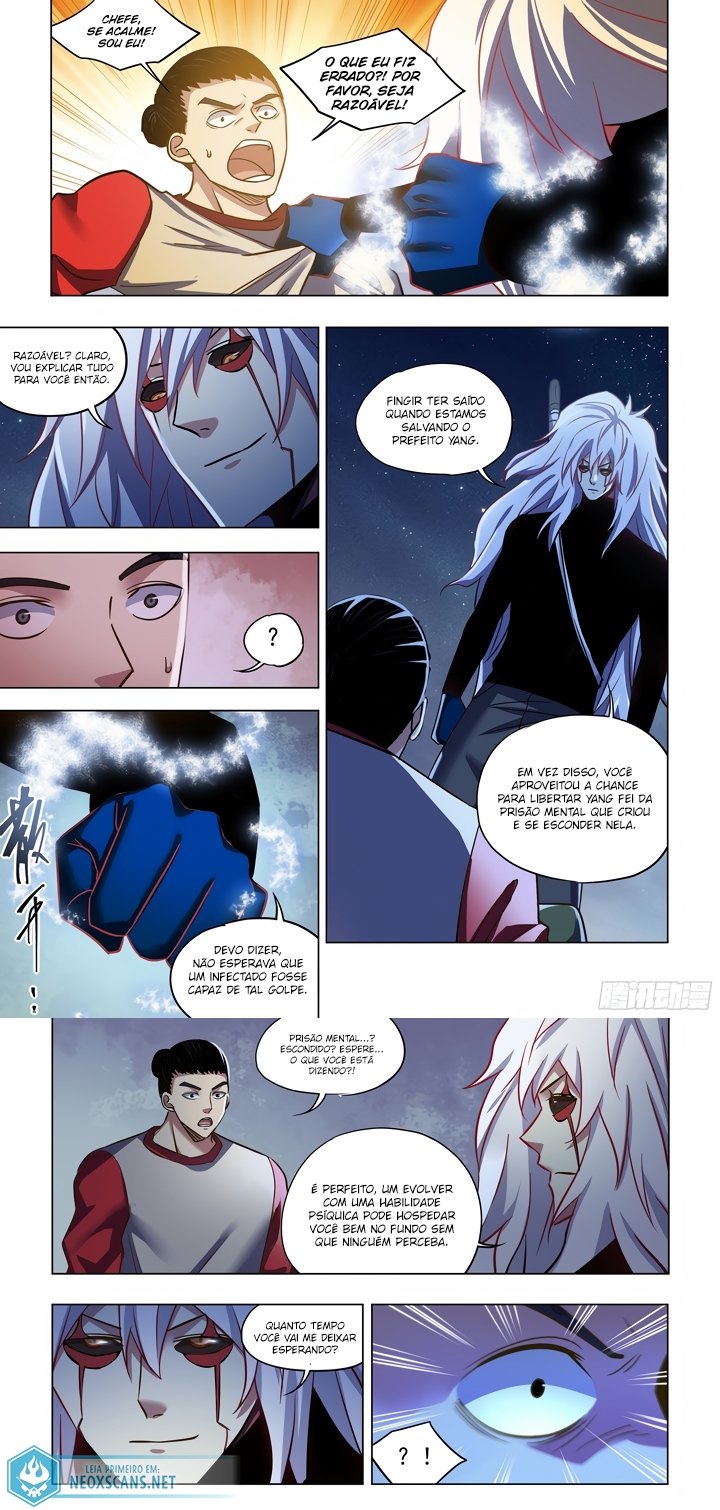 CHEFE,
SE ACALME!
SOU EU!
O QUE EU FIZ
ERRADO?! POR
FAVOR, SEJA
RAZOÁVEL!
RAZOÁVEL? CLARO,
VOU EXPLICAR TUDO
PARA VOCÊ ENTÃO.
FINGIR TER SAÍDO
QUANDO ESTAMOS
SALVANDO O
PREFEITO YANG.
?
EM VEZ DISSO, VOCÊ
APROVEITOU A CHANCE
PARA LIBERTAR YANG FEI DA
PRISÃO MENTAL QUE CRIOU
E SE ESCONDER NELA.
DEVO DIZER,
NÃO ESPERAVA QUE
UM INFECTADO FOSSE
CAPAZ DE TAL GOLPE.
腾讯动漫
PRISÃO MENTAL...?
ESCONDIDO? ESPERE...
O QUE VOCÊ ESTÁ
DIZENDO?!
É PERFEITO, UM EVOLVER
COM UMA HABILIDADE
PSÍQUICA PODE HOSPEDAR
VOCÊ BEM NO FUNDO SEM
QUE NINGUÉM PERCEBA.
QUANTO TEMPO
VOCÊ VAI ME DEIXAR
ESPERANDO?
? !
LEIA PRIMEIRO EM:
NEOXSCANS.NET